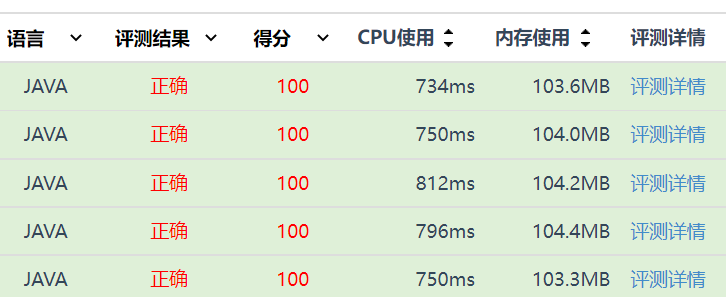 语言 评测结果 得分 CPU使用 内存使用 评测详情
JAVA 正确 100 734ms 103.6MB 评测详情
JAVA 正确 100 750ms 104.0MB 评测详情
JAVA 正确 100 812ms 104.2MB 评测详情
JAVA 正确 100 796ms 104.4MB 评测详情
JAVA 正确 100 750ms 103.3MB 评测详情